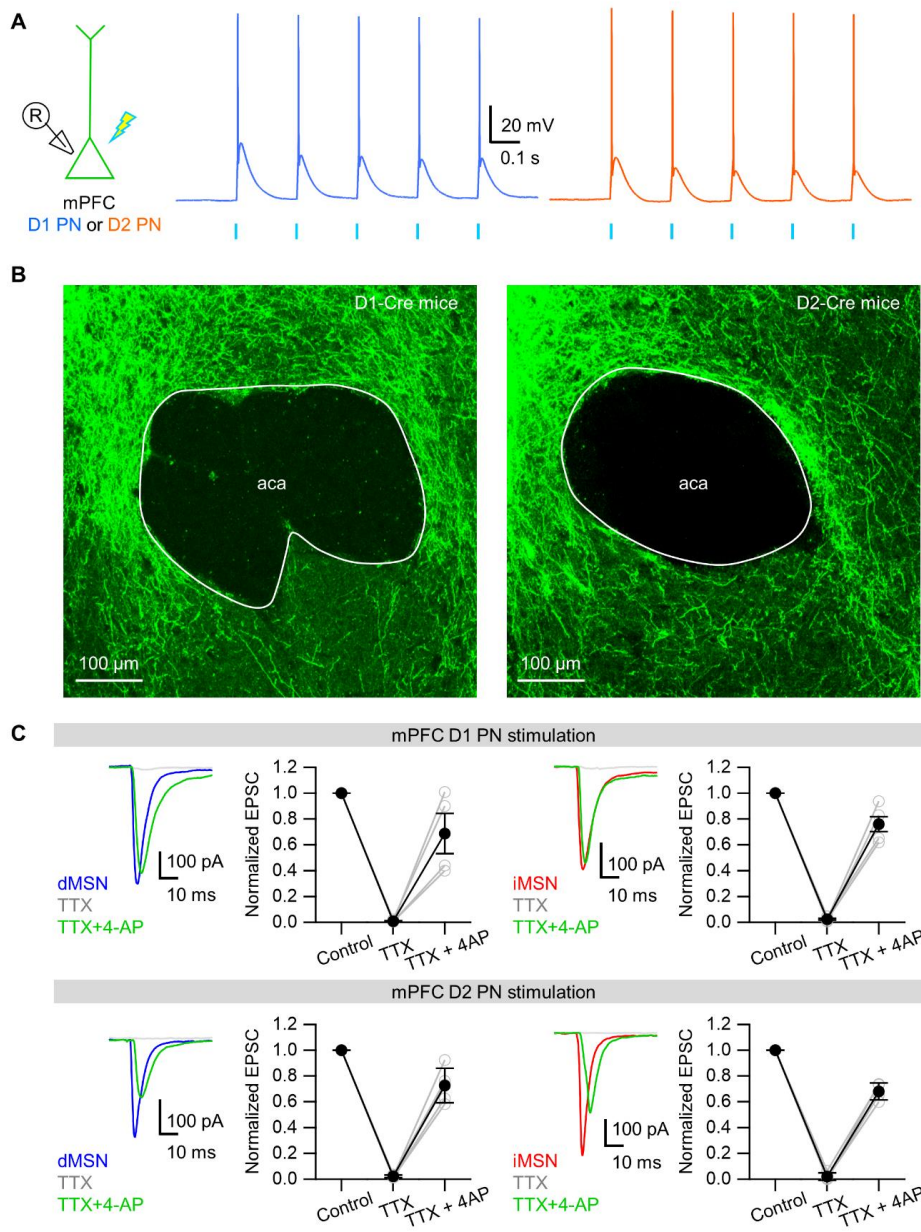 A
R
mPFC
D1 PN or D2 PN
20 mV
0.1 s
B
D1-Cre mice
aca
100 µm
D2-Cre mice
aca
100 µm
C
mPFC D1 PN stimulation
100 pA
10 ms
dMSN
TTX
TTX+4-AP
Normalized EPSC
1.2
1.0
0.8
0.6
0.4
0.2
0.0
Control
TTX
TTX + 4AP
100 pA
10 ms
iMSN
TTX
TTX+4-AP
Normalized EPSC
1.2
1.0
0.8
0.6
0.4
0.2
0.0
Control
TTX
TTX + 4AP
mPFC D2 PN stimulation
100 pA
10 ms
dMSN
TTX
TTX+4-AP
Normalized EPSC
1.2
1.0
0.8
0.6
0.4
0.2
0.0
Control
TTX
TTX + 4AP
100 pA
10 ms
iMSN
TTX
TTX+4-AP
Normalized EPSC
1.2
1.0
0.8
0.6
0.4
0.2
0.0
Control
TTX
TTX + 4AP